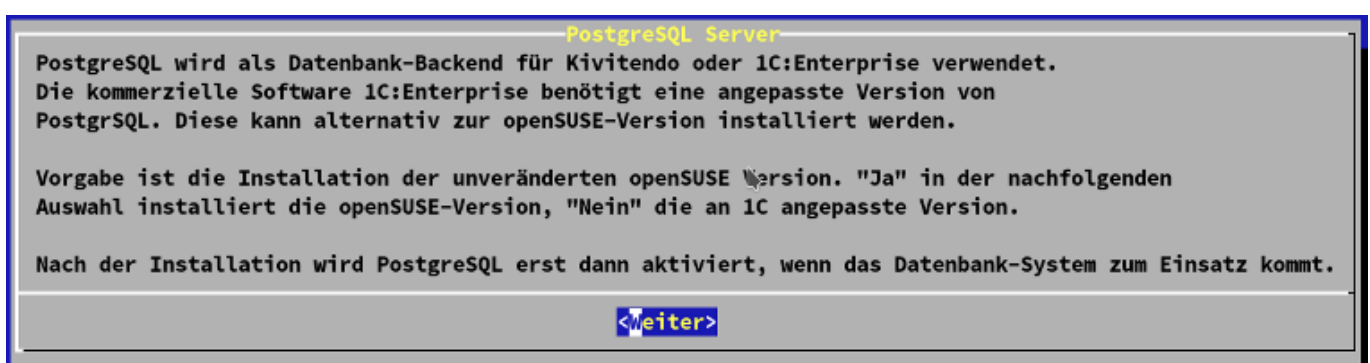 PostgreSQL Server
PostgreSQL wird als Datenbank-Backend für Kivitendo oder 1C:Enterprise verwendet.
Die kommerzielle Software 1C:Enterprise benötigt eine angepasste Version von
PostgrSQL. Diese kann alternativ zur openSUSE-Version installiert werden.
Vorgabe ist die Installation der unveränderten openSUSE Version. "Ja" in der nachfolgenden
Auswahl installiert die openSUSE-Version, "Nein" die an 1C angepasste Version.
Nach der Installation wird PostgreSQL erst dann aktiviert, wenn das Datenbank-System zum Einsatz kommt.
<Weiter>